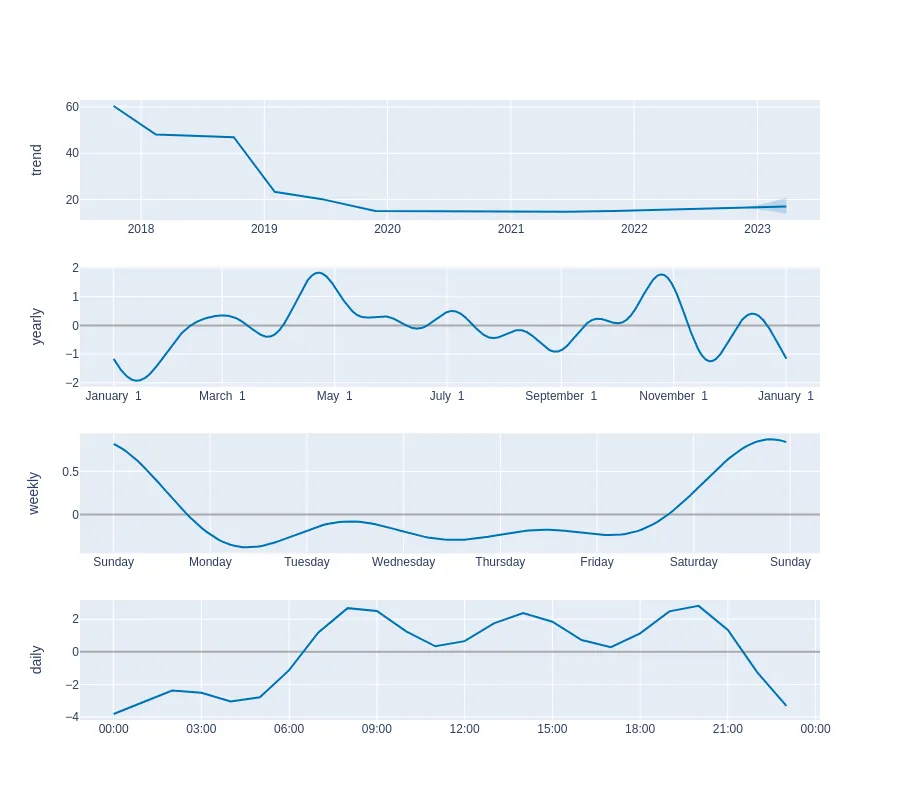 trend
60
40
20
2018 2019 2020 2021 2022 2023
yearly
2
1
0
−1
−2
January 1 March 1 May 1 July 1 September 1 November 1 January 1
weekly
0.5
0
Sunday Monday Tuesday Wednesday Thursday Friday Saturday Sunday
daily
2
0
−2
−4
00:00 03:00 06:00 09:00 12:00 15:00 18:00 21:00 00:00